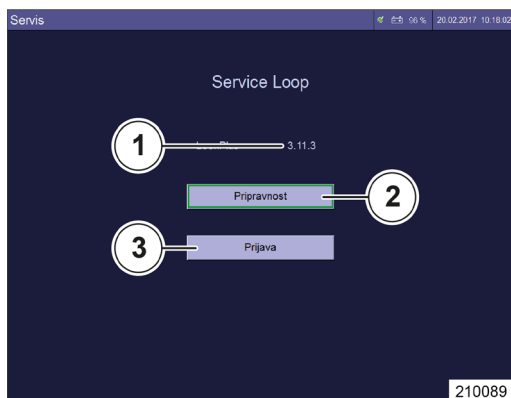 Servis 96 % 20.02.2017 10:18.02
Service Loop
1 3.11.3
Pripravnost 2
3 Prijava
210089